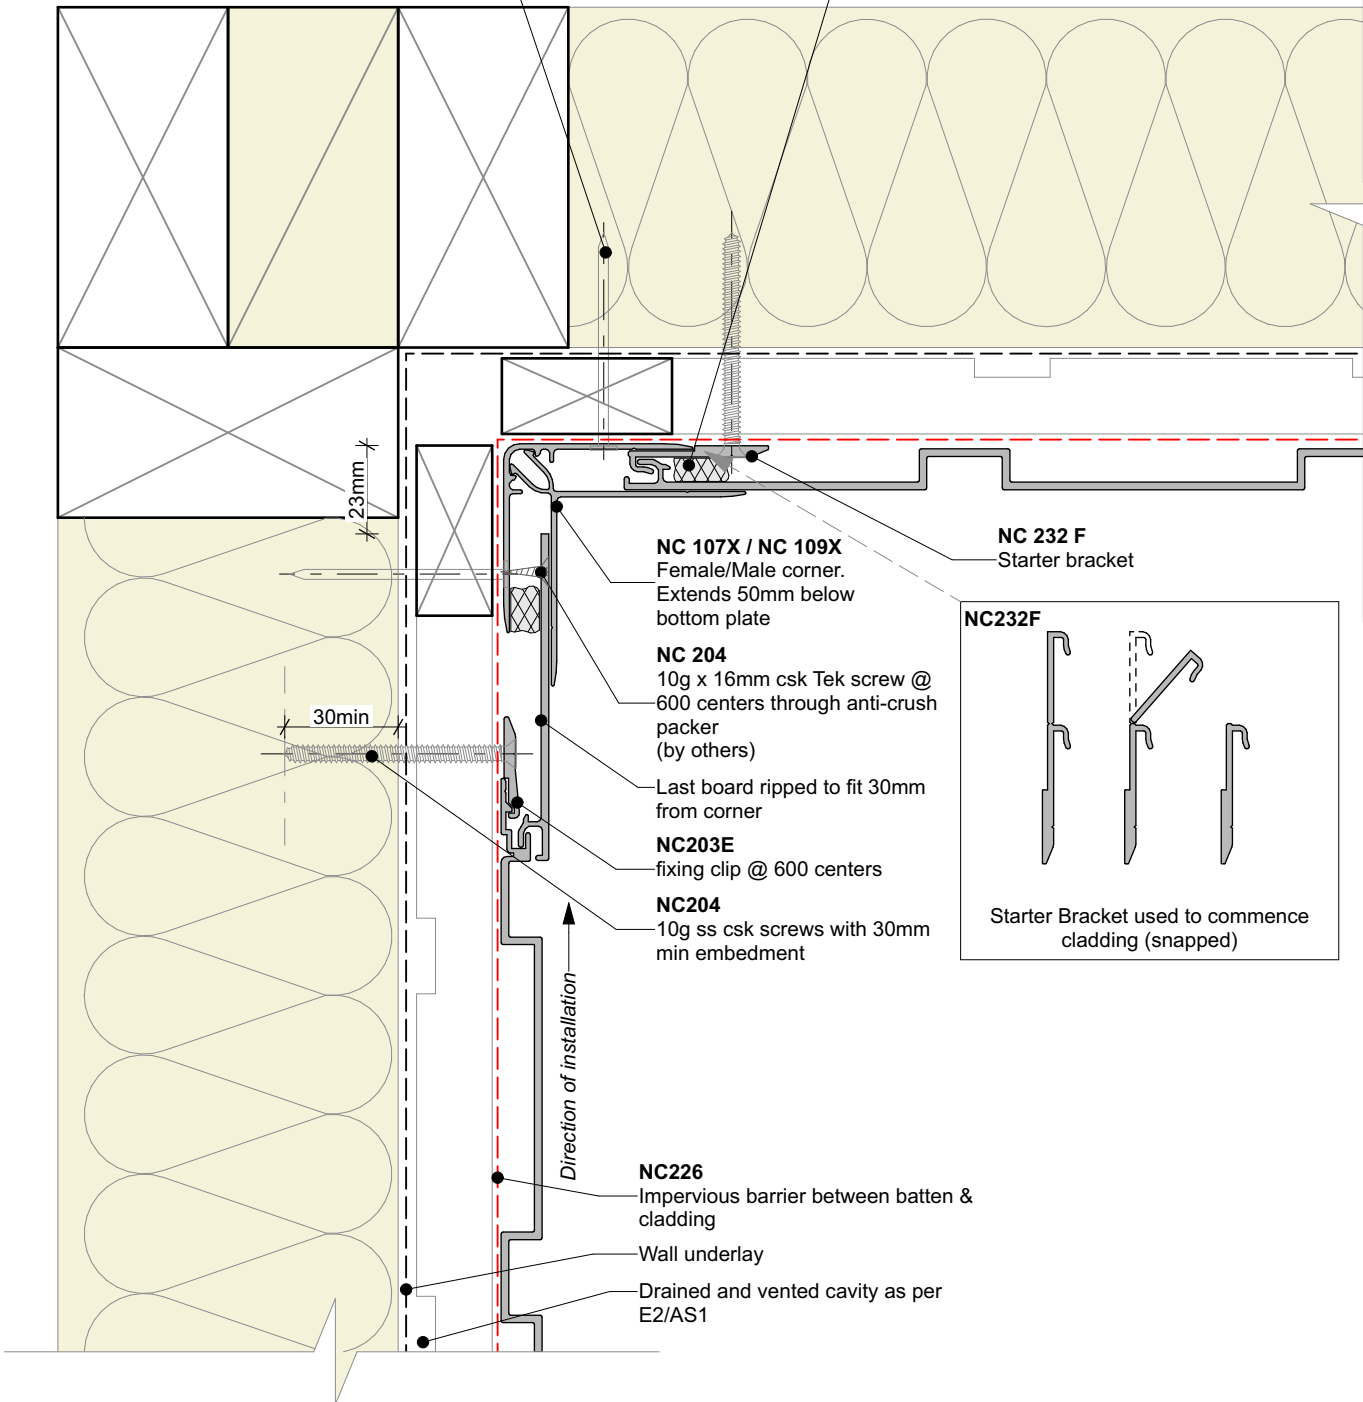 23mm
30min
NC 107X / NC 109X
Female/Male corner.
Extends 50mm below
bottom plate
NC 204
10g x 16mm csk Tek screw @
600 centers through anti-crush
packer
(by others)
Last board ripped to fit 30mm
from corner
NC203E
fixing clip @ 600 centers
NC204
10g ss csk screws with 30mm
min embedment
NC 232 F
Starter bracket
NC232F
Starter Bracket used to commence
cladding (snapped)
Direction of installation
NC226
Impervious barrier between batten &
cladding
Wall underlay
Drained and vented cavity as per
E2/AS1